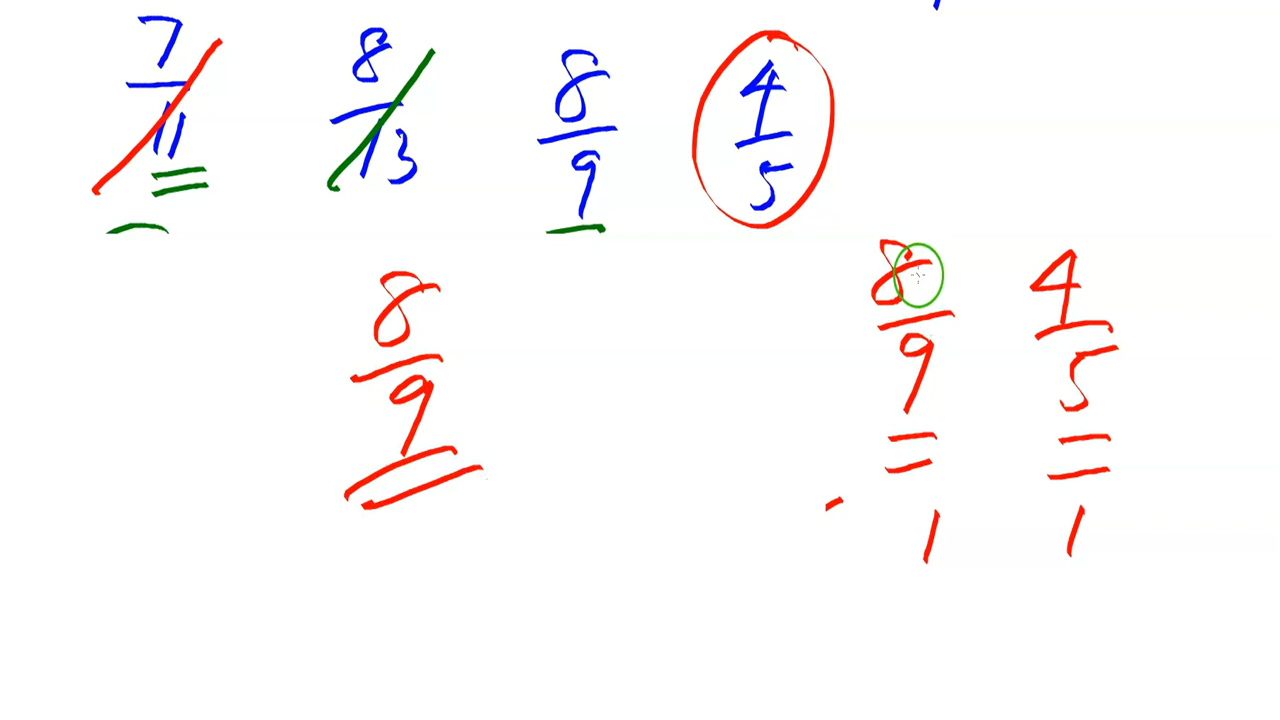 7/11 8/13 8/9 4/5
8/9 8/9 = 1 4/5 = 1